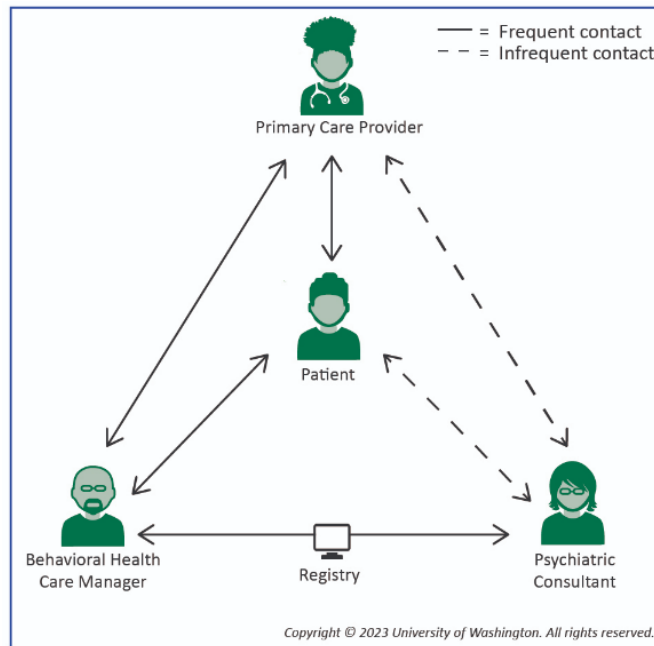 — = Frequent contact
– – = Infrequent contact
Primary Care Provider
Patient
Behavioral Health
Care Manager
Registry
Psychiatric
Consultant
Copyright © 2023 University of Washington. All rights reserved.